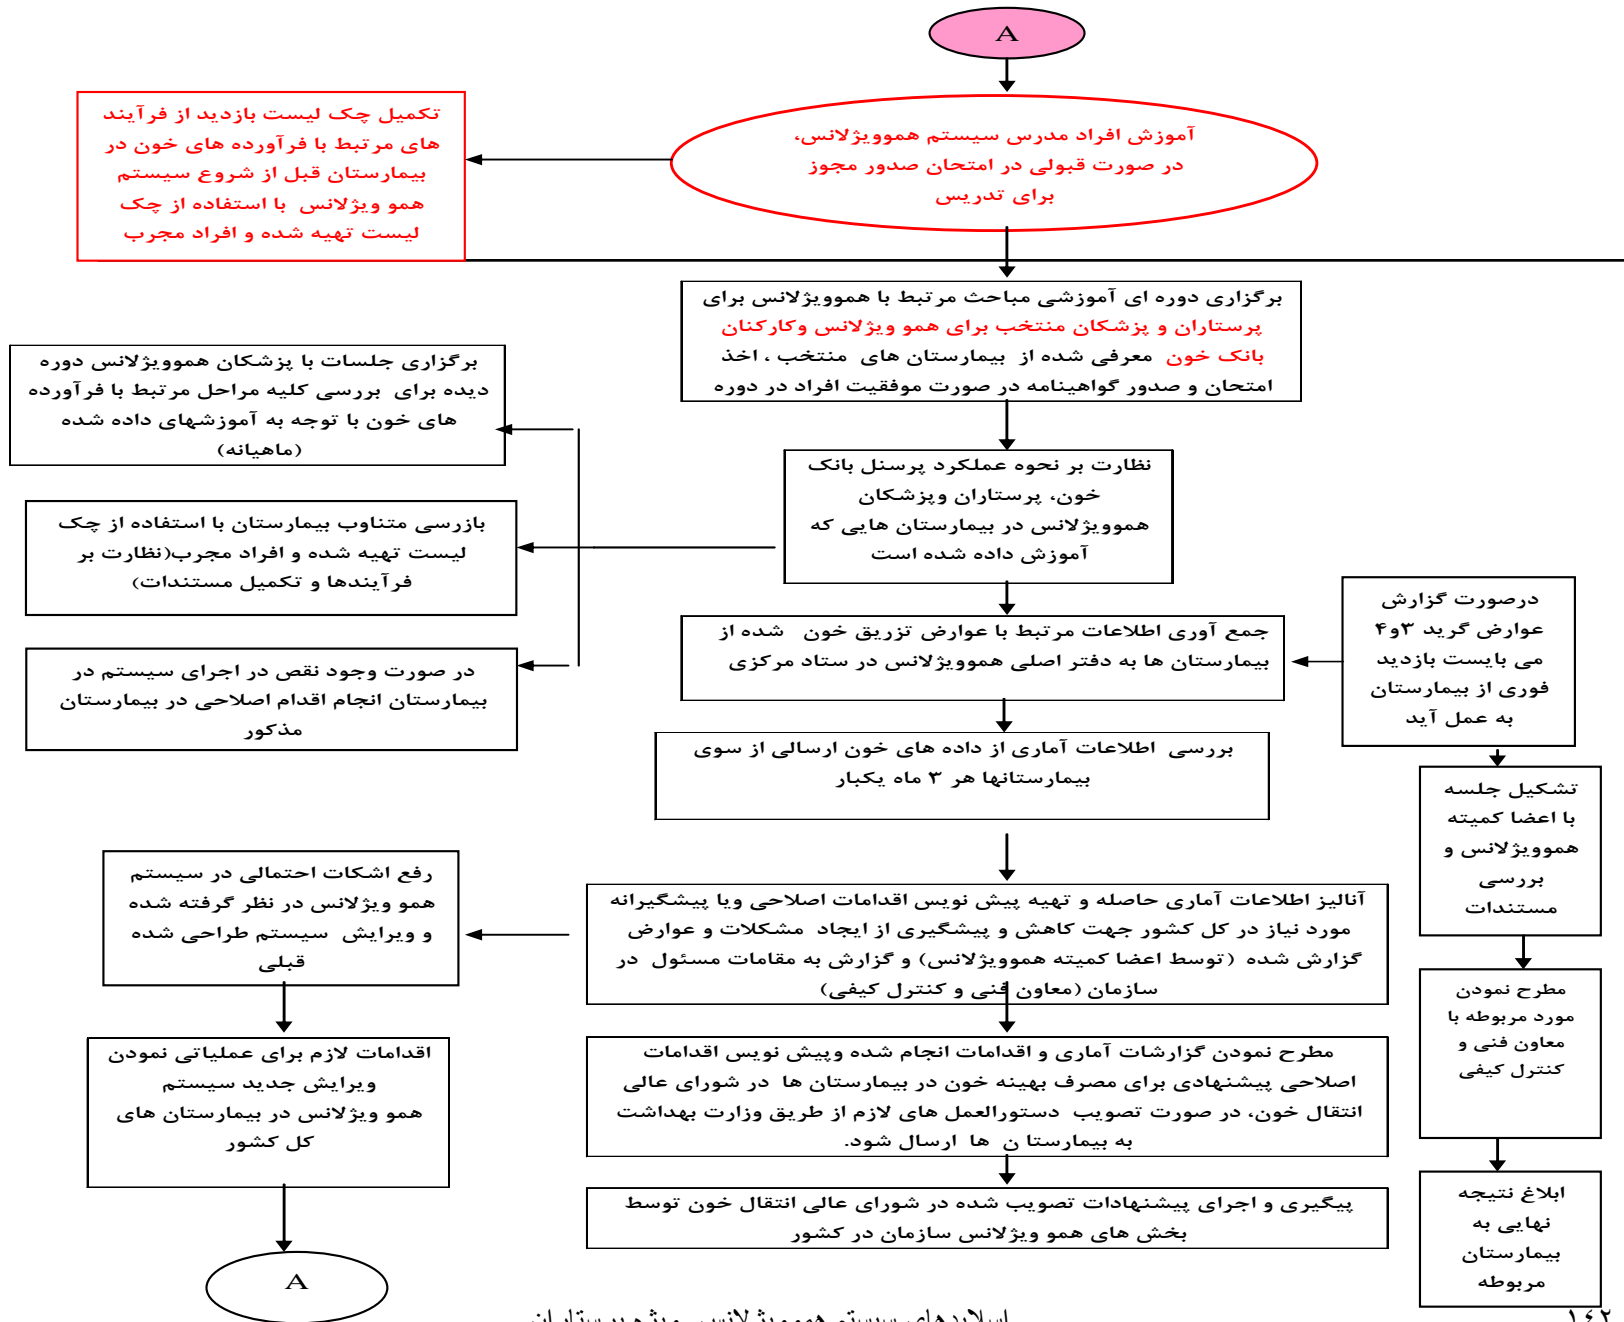 A
آموزش افراد مدرس سیستم هموویژلانس،
در صورت قبولی در امتحان صدور مجوز
برای تدریس
تکمیل چک لیست بازدید از فرآیند
های مرتبط با فرآورده های خون در
بیمارستان قبل از شروع سیستم
همو ویژلانس با استفاده از چک
لیست تهیه شده و افراد مجرب
برگزاری دوره ای آموزشی مباحث مرتبط با هموویژلانس برای
پرستاران و پزشکان منتخب برای همو ویژلانس وکارکنان
بانک خون معرفی شده از بیمارستان های منتخب ، اخذ
امتحان و صدور گواهینامه در صورت موفقیت افراد در دوره
نظارت بر نحوه عملکرد پرسنل بانک
خون، پرستاران وپزشکان
هموویژلانس در بیمارستان هایی که
آموزش داده شده است
برگزاری جلسات با پزشکان هموویژلانس دوره
دیده برای بررسی کلیه مراحل مرتبط با فرآورده
های خون با توجه به آموزشهای داده شده
(ماهیانه)
بازرسی متناوب بیمارستان با استفاده از چک
لیست تهیه شده و افراد مجرب(نظارت بر
فرآیندها و تکمیل مستندات)
در صورت وجود نقص در اجرای سیستم در
بیمارستان انجام اقدام اصلاحی در بیمارستان
مذکور
جمع آوری اطلاعات مرتبط با عوارض تزریق خون شده از
بیمارستان ها به دفتر اصلی هموویژلانس در ستاد مرکزی
درصورت گزارش
عوارض گرید ۳و۴
می بایست بازدید
فوری از بیمارستان
به عمل آید
بررسی اطلاعات آماری از داده های خون ارسالی از سوی
بیمارستانها هر ۳ ماه یکبار
تشکیل جلسه
با اعضا کمیته
هموویژلانس و
بررسی
مستندات
آنالیز اطلاعات آماری حاصله و تهیه پیش نویس اقدامات اصلاحی ویا پیشگیرانه
مورد نیاز در کل کشور جهت کاهش و پیشگیری از ایجاد مشکلات و عوارض
گزارش شده (توسط اعضا کمیته هموویژلانس) و گزارش به مقامات مسئول در
سازمان (معاون فنی و کنترل کیفی)
رفع اشکات احتمالی در سیستم
همو ویژلانس در نظر گرفته شده
و ویرایش سیستم طراحی شده
قبلی
مطرح نمودن
مورد مربوطه با
معاون فنی و
کنترل کیفی
مطرح نمودن گزارشات آماری و اقدامات انجام شده وپیش نویس اقدامات
اصلاحی پیشنهادی برای مصرف بهینه خون در بیمارستان ها در شورای عالی
انتقال خون، در صورت تصویب دستورالعمل های لازم از طریق وزارت بهداشت
به بیمارستا ن ها ارسال شود.
اقدامات لازم برای عملیاتی نمودن
ویرایش جدید سیستم
همو ویژلانس در بیمارستان های
کل کشور
ابلاغ نتیجه
نهایی به
بیمارستان
مربوطه
پیگیری و اجرای پیشنهادات تصویب شده در شورای عالی انتقال خون توسط
بخش های همو ویژلانس سازمان در کشور
A
اسلایدهای سیستم هموویژلانس ویژه پرستاران
۱۴۲